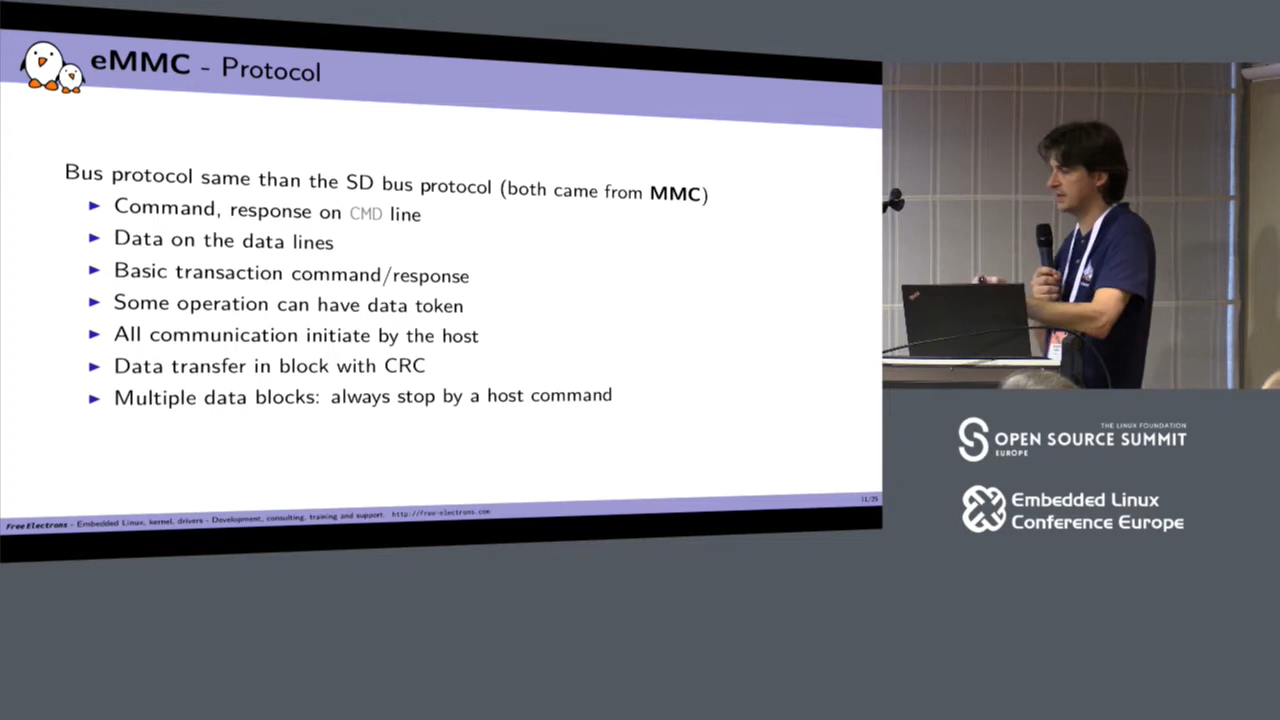 eMMC - Protocol
Bus protocol same than the SD bus protocol (both came from MMC)
► Command, response on CMD line
► Data on the data lines
► Basic transaction command/response
► Some operation can have data token
► All communication initiate by the host
► Data transfer in block with CRC
► Multiple data blocks: always stop by a host command
Free Electrons - Embedded Linux, kernel, drivers - Development, consulting, training and support. http://free-electrons.com
11/25
THE LINUX FOUNDATION
OPEN SOURCE SUMMIT
EUROPE
Embedded Linux
Conference Europe